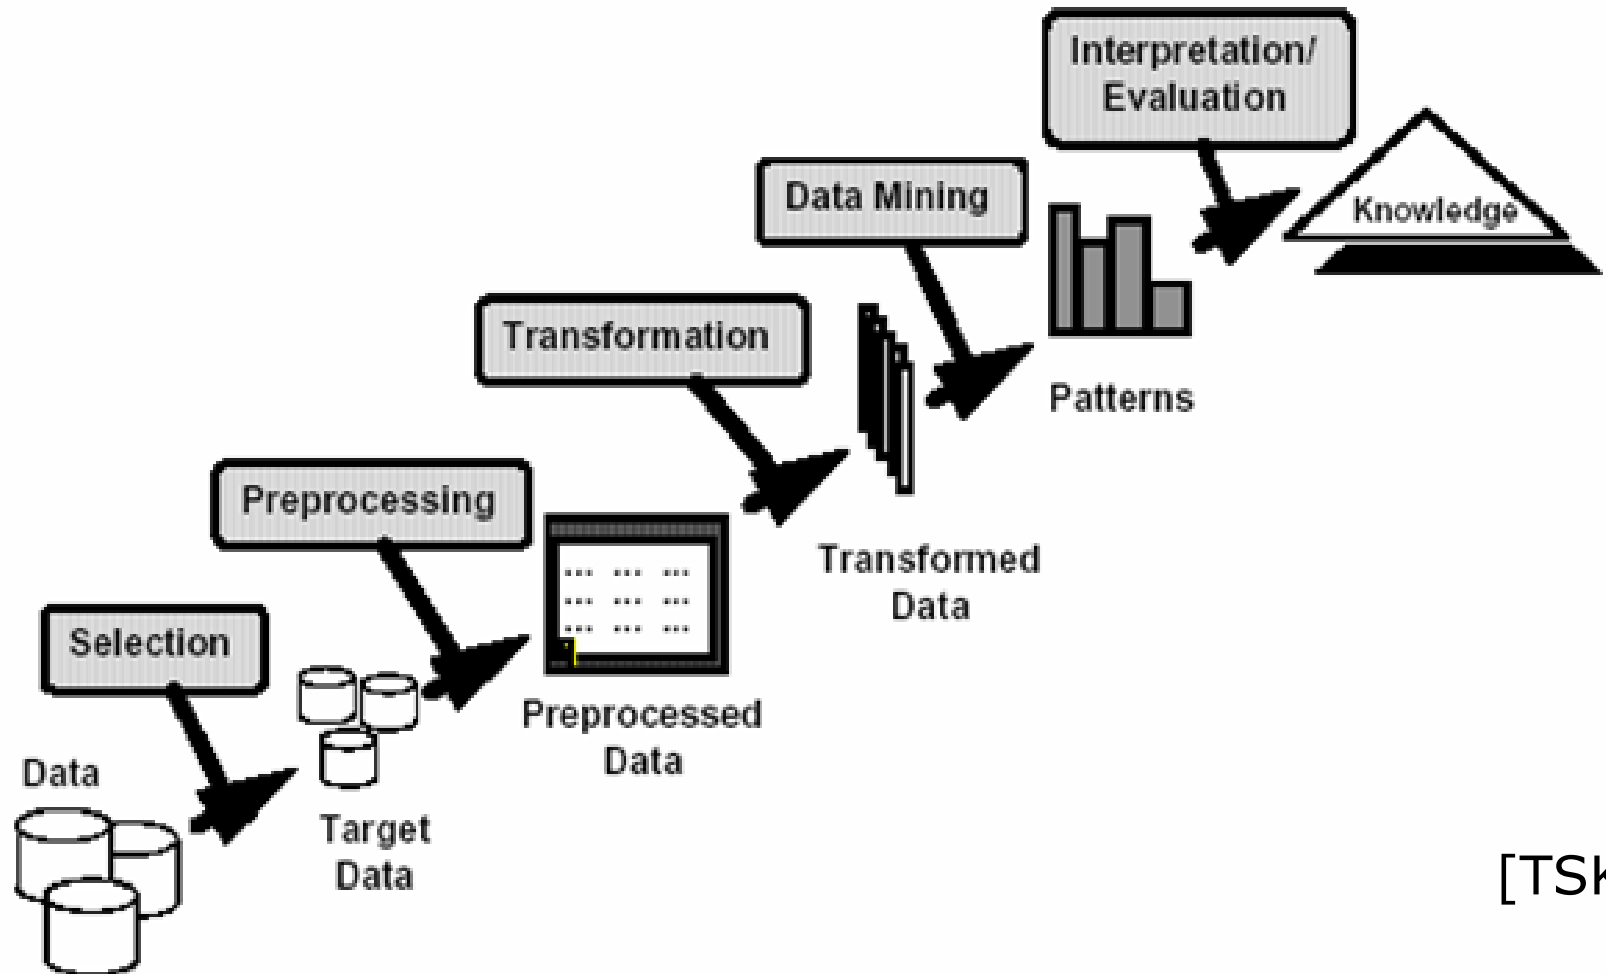 Interpretation/
Evaluation
Knowledge
Data Mining
Patterns
Transformation
Transformed
Data
Preprocessing
Preprocessed
Data
Selection
Target
Data
Data